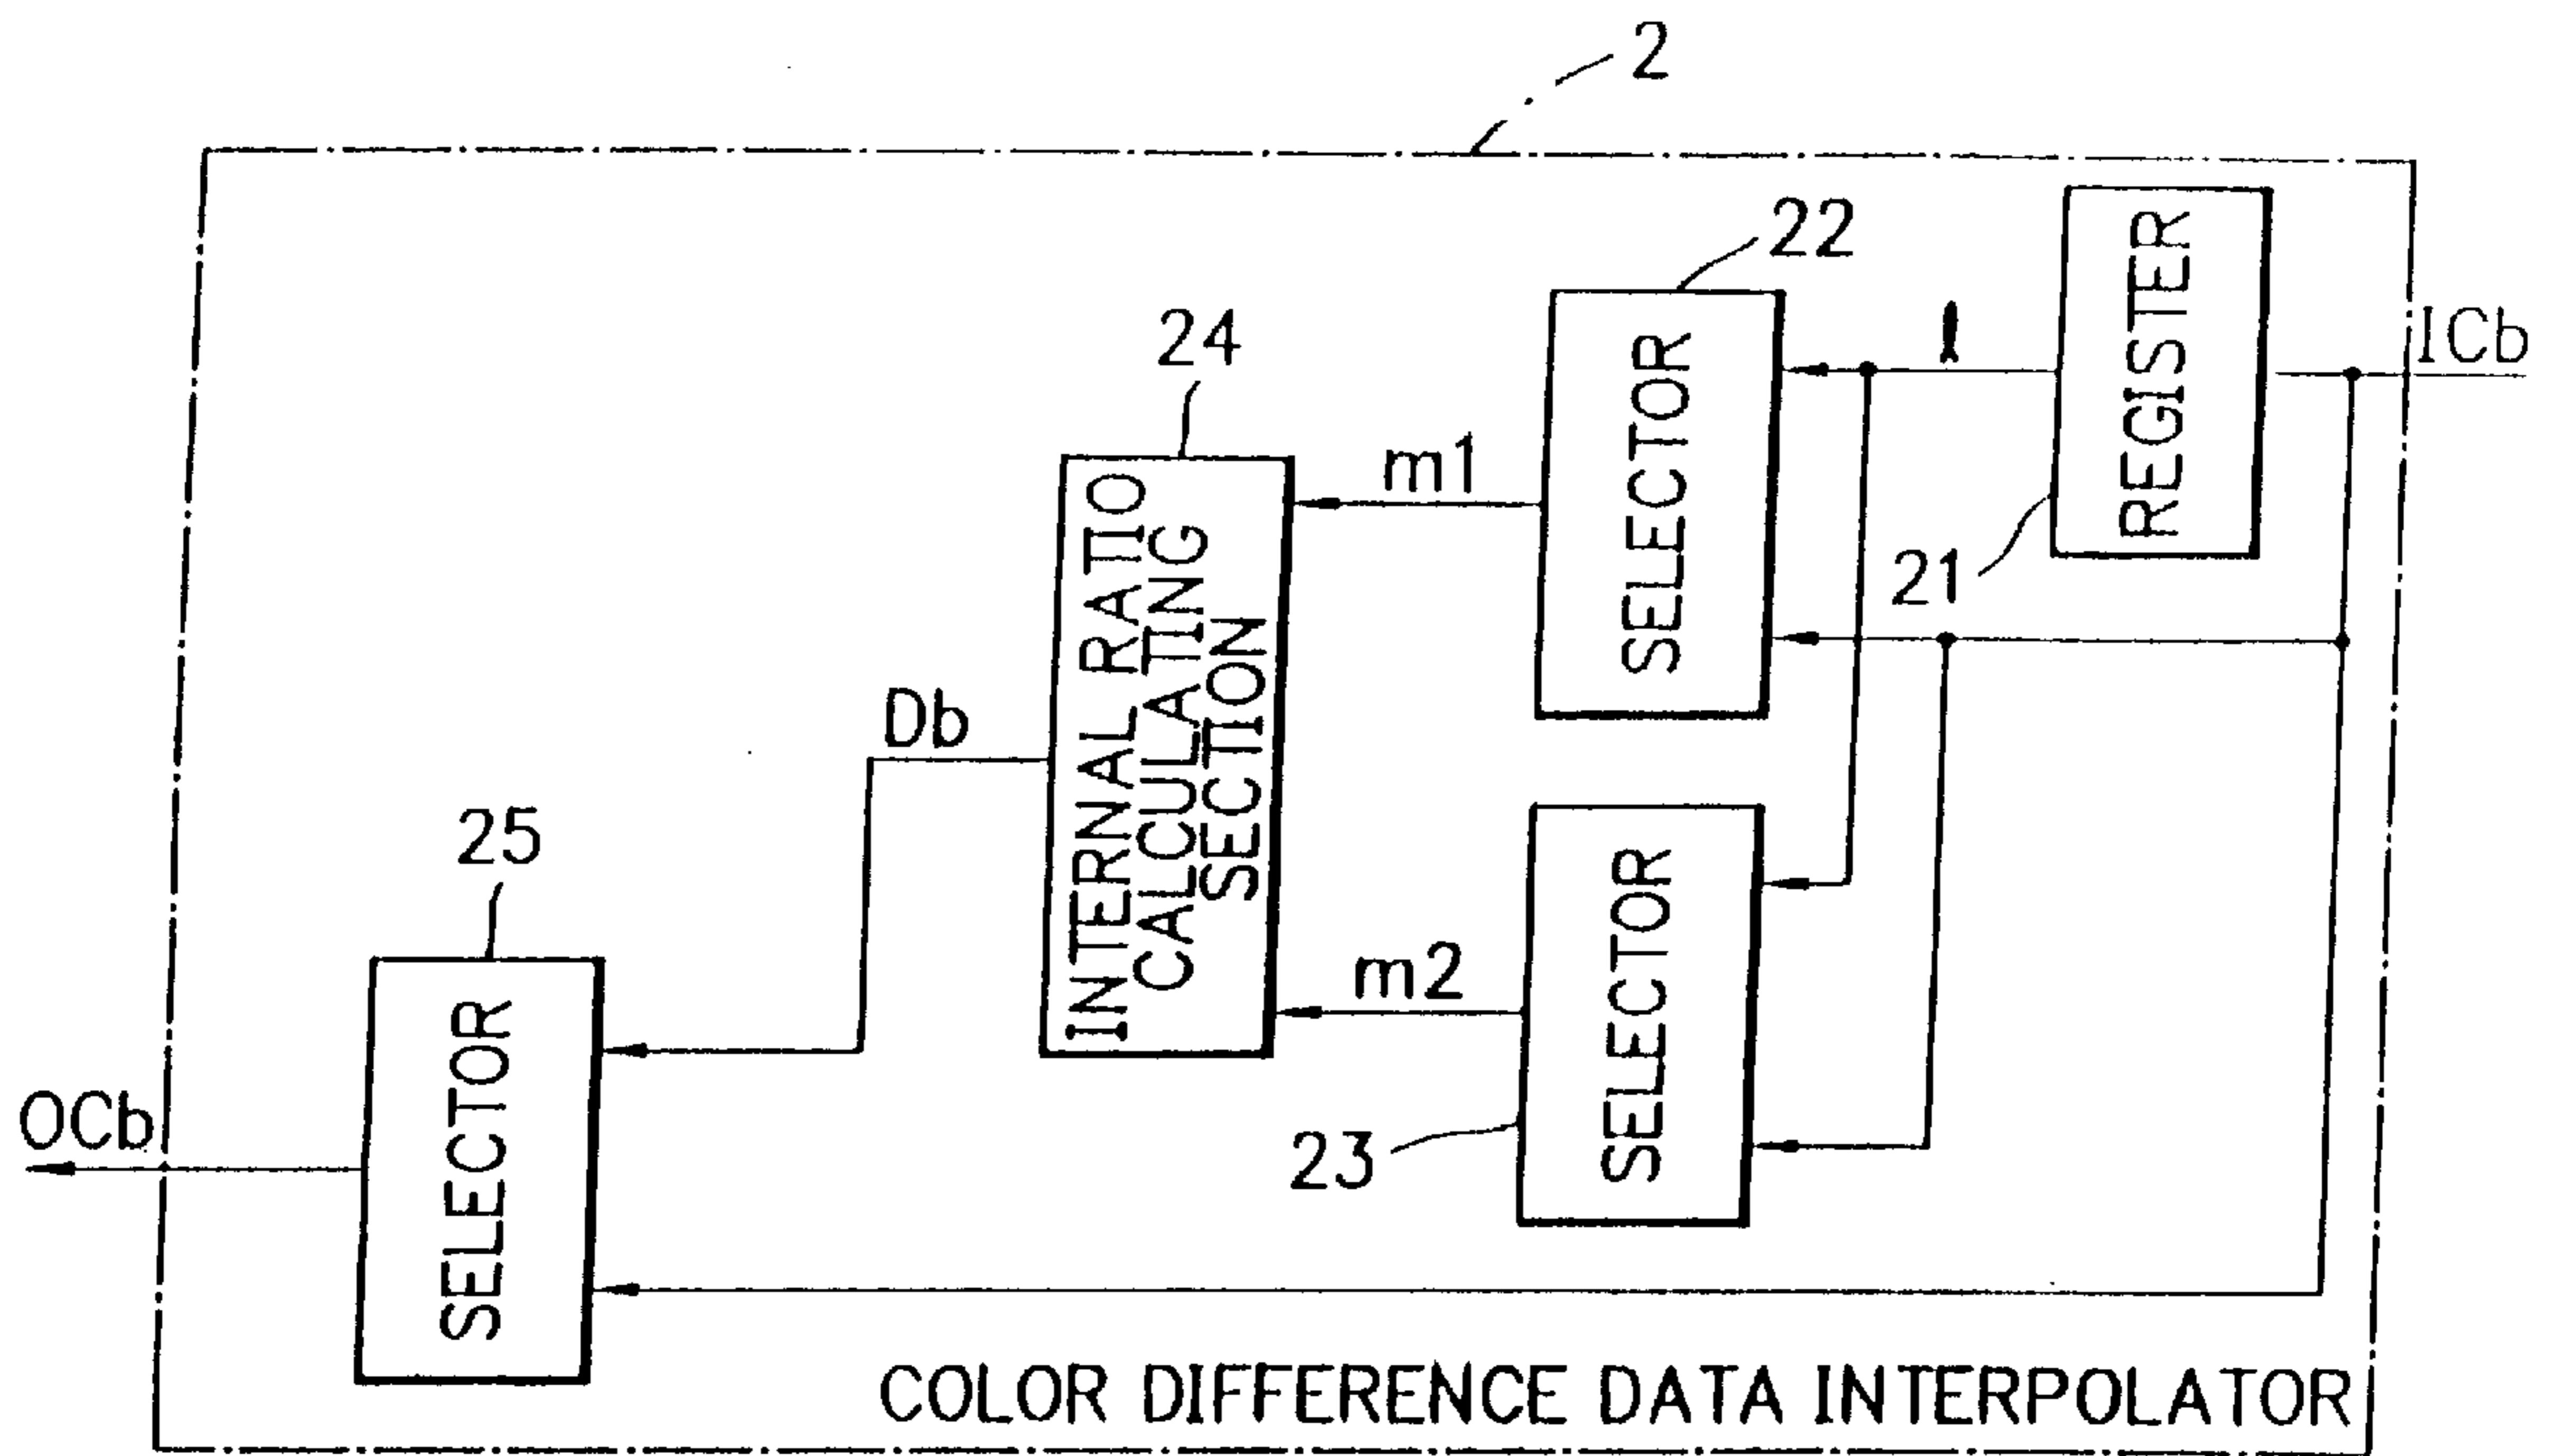 2
22
REGISTER
ICb
l
24
SELECTOR
m1
21
INTERNAL RATIO
CALCULATING
SECTION
Db
25
SELECTOR
m2
23
SELECTOR
OCb
COLOR DIFFERENCE DATA INTERPOLATOR